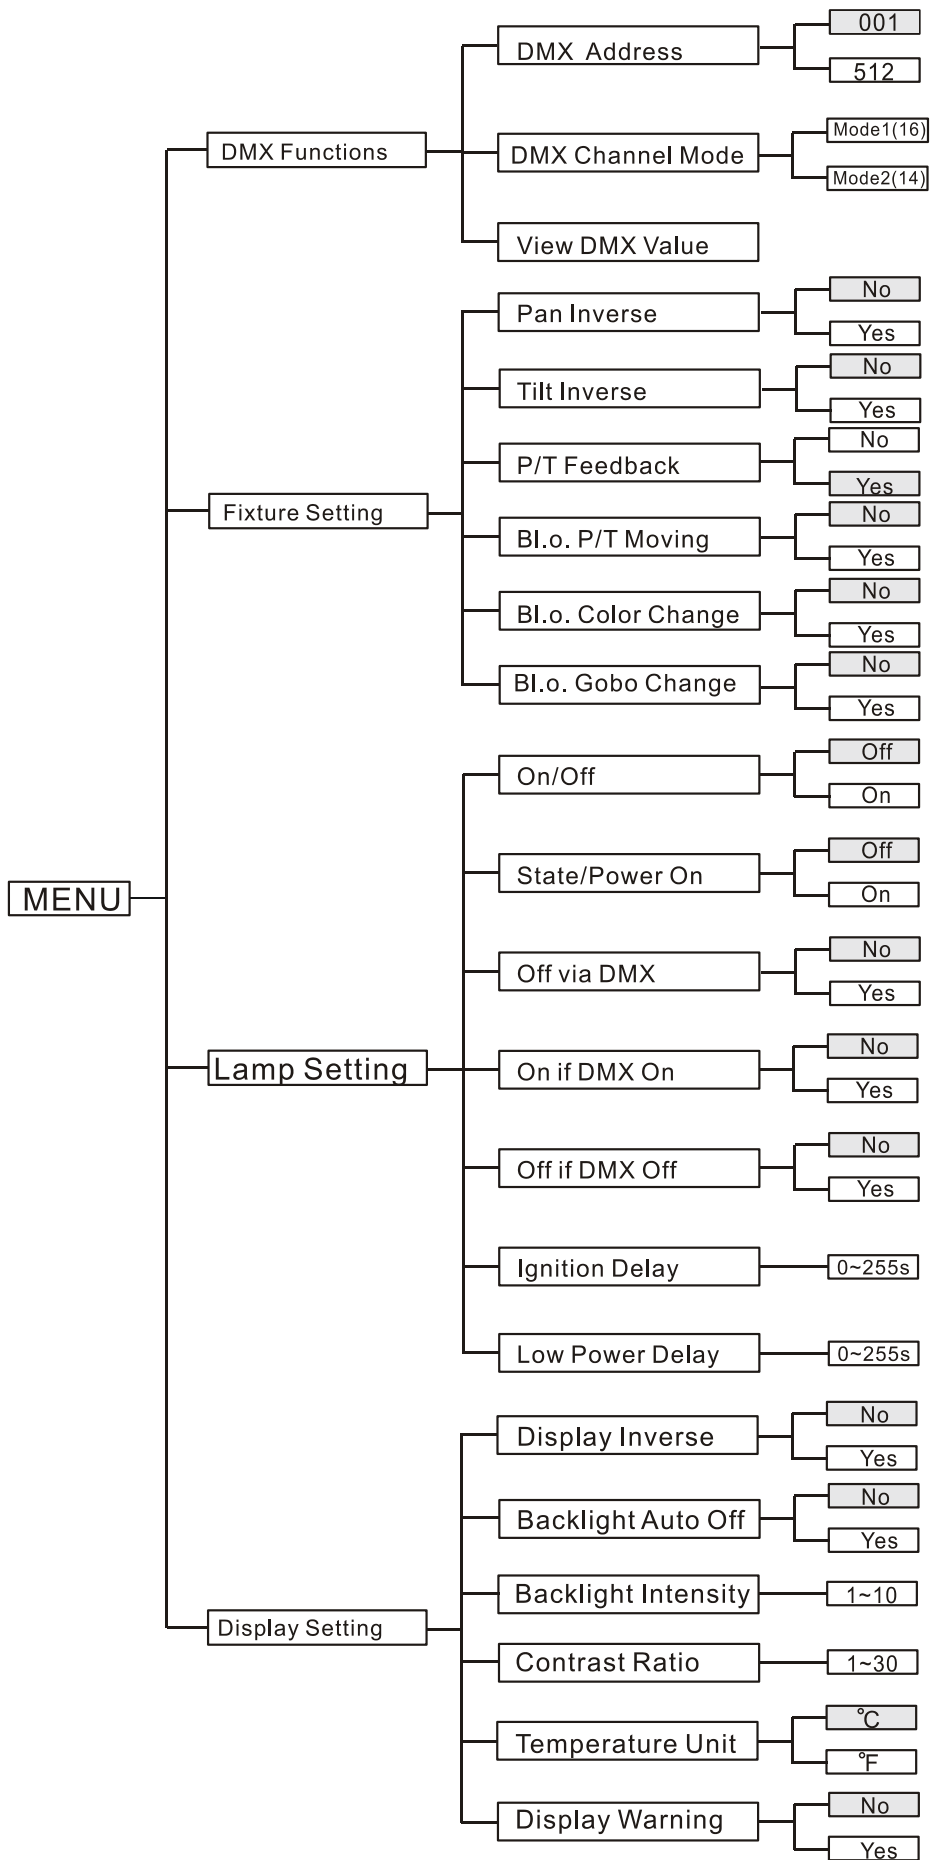 MENU
DMX Functions
DMX Address
001
512
DMX Channel Mode
Mode1(16)
Mode2(14)
View DMX Value
Fixture Setting
Pan Inverse
No
Yes
Tilt Inverse
No
Yes
P/T Feedback
No
Yes
Bl.o. P/T Moving
No
Yes
Bl.o. Color Change
No
Yes
Bl.o. Gobo Change
No
Yes
Lamp Setting
On/Off
Off
On
State/Power On
Off
On
Off via DMX
No
Yes
On if DMX On
No
Yes
Off if DMX Off
No
Yes
Ignition Delay
0~255s
Low Power Delay
0~255s
Display Setting
Display Inverse
No
Yes
Backlight Auto Off
No
Yes
Backlight Intensity
1~10
Contrast Ratio
1~30
Temperature Unit
°C
°F
Display Warning
No
Yes